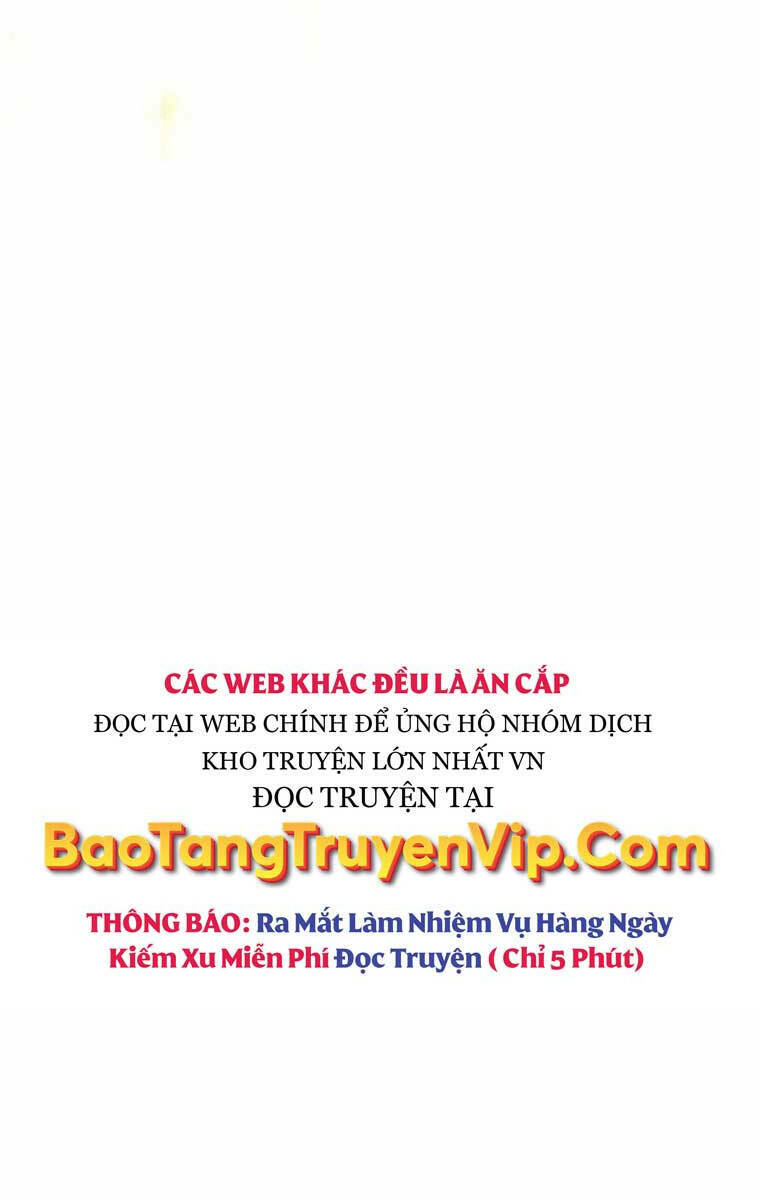 CÁC WEB KHÁC ĐỀU LÀ ĂN CẮP
ĐỌC TẠI WEB CHÍNH ĐỂ ỦNG HỘ NHÓM DỊCH
KHO TRUYỆN LỚN NHẤT VN
ĐỌC TRUYỆN TẠI
BaoTangTruyenVip.Com
THÔNG BÁO: Ra Mắt Làm Nhiệm Vụ Hàng Ngày
Kiếm Xu Miễn Phí Đọc Truyện ( Chỉ 5 Phút)